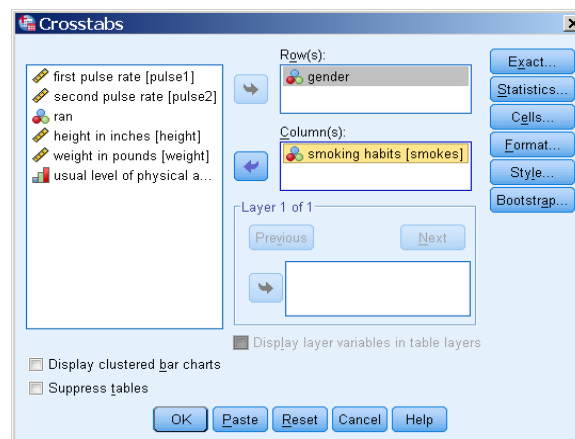 Crosstabs
first pulse rate [pulse1]
second pulse rate [pulse2]
ran
height in inches [height]
weight in pounds [weight]
usual level of physical a...
Row(s):
gender
Column(s):
smoking habits [smokes]
Layer 1 of 1
Previous
Next
Display layer variables in table layers
Exact...
Statistics...
Cells...
Format...
Style...
Bootstrap...
Display clustered bar charts
Suppress tables
OK Paste Reset Cancel Help